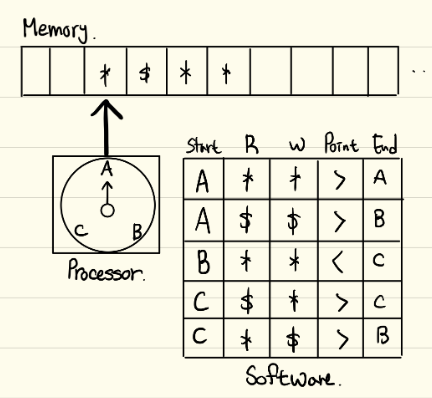 Memory.
* $ * * ..
Start R W Point End
A * * > A
A $ $ > B
B * * < C
C $ * > C
C * $ > B
A
C B
Processor.
Software.